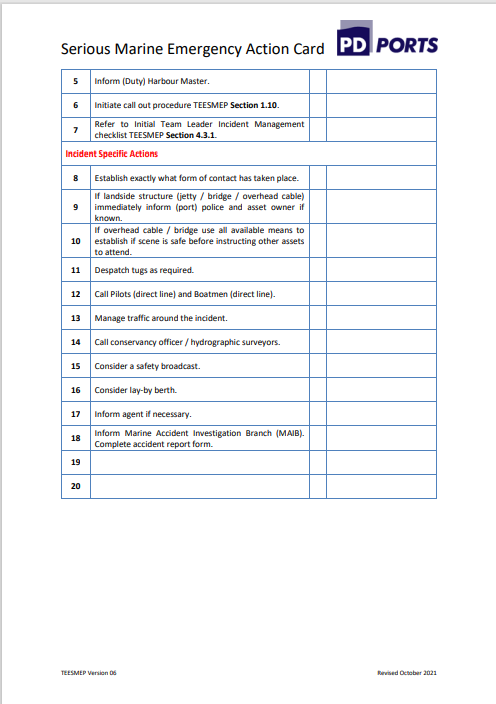 Serious Marine Emergency Action Card
PD PORTS
5 Inform (Duty) Harbour Master.
6 Initiate call out procedure TEESMEP Section 1.10.
7 Refer to Initial Team Leader Incident Management
checklist TEESMEP Section 4.3.1.
Incident Specific Actions
8 Establish exactly what form of contact has taken place.
9 If landside structure (jetty / bridge / overhead cable)
immediately inform (port) police and asset owner if
known.
10 If overhead cable / bridge use all available means to
establish if scene is safe before instructing other assets
to attend.
11 Despatch tugs as required.
12 Call Pilots (direct line) and Boatmen (direct line).
13 Manage traffic around the incident.
14 Call conservancy officer / hydrographic surveyors.
15 Consider a safety broadcast.
16 Consider lay-by berth.
17 Inform agent if necessary.
18 Inform Marine Accident Investigation Branch (MAIB).
Complete accident report form.
19
20
TEESMEP Version 06 Revised October 2021